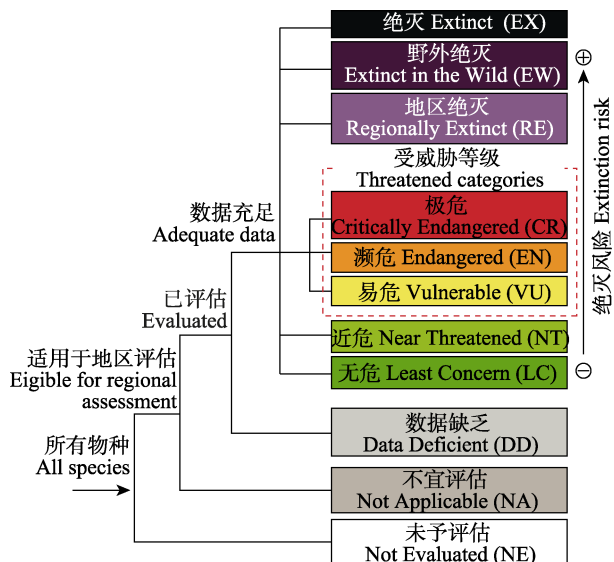 绝灭 Extinct (EX)
野外绝灭
Extinct in the Wild (EW)
地区绝灭
Regionally Extinct (RE)
受威胁等级
Threatened categories
极危
Critically Endangered (CR)
濒危 Endangered (EN)
易危 Vulnerable (VU)
近危 Near Threatened (NT)
无危 Least Concern (LC)
数据缺乏
Data Deficient (DD)
不宜评估
Not Applicable (NA)
未予评估
Not Evaluated (NE)
数据充足
Adequate data
已评估
Evaluated
适用于地区评估
Eigible for regional
assessment
所有物种
All species
绝灭风险 Extinction risk